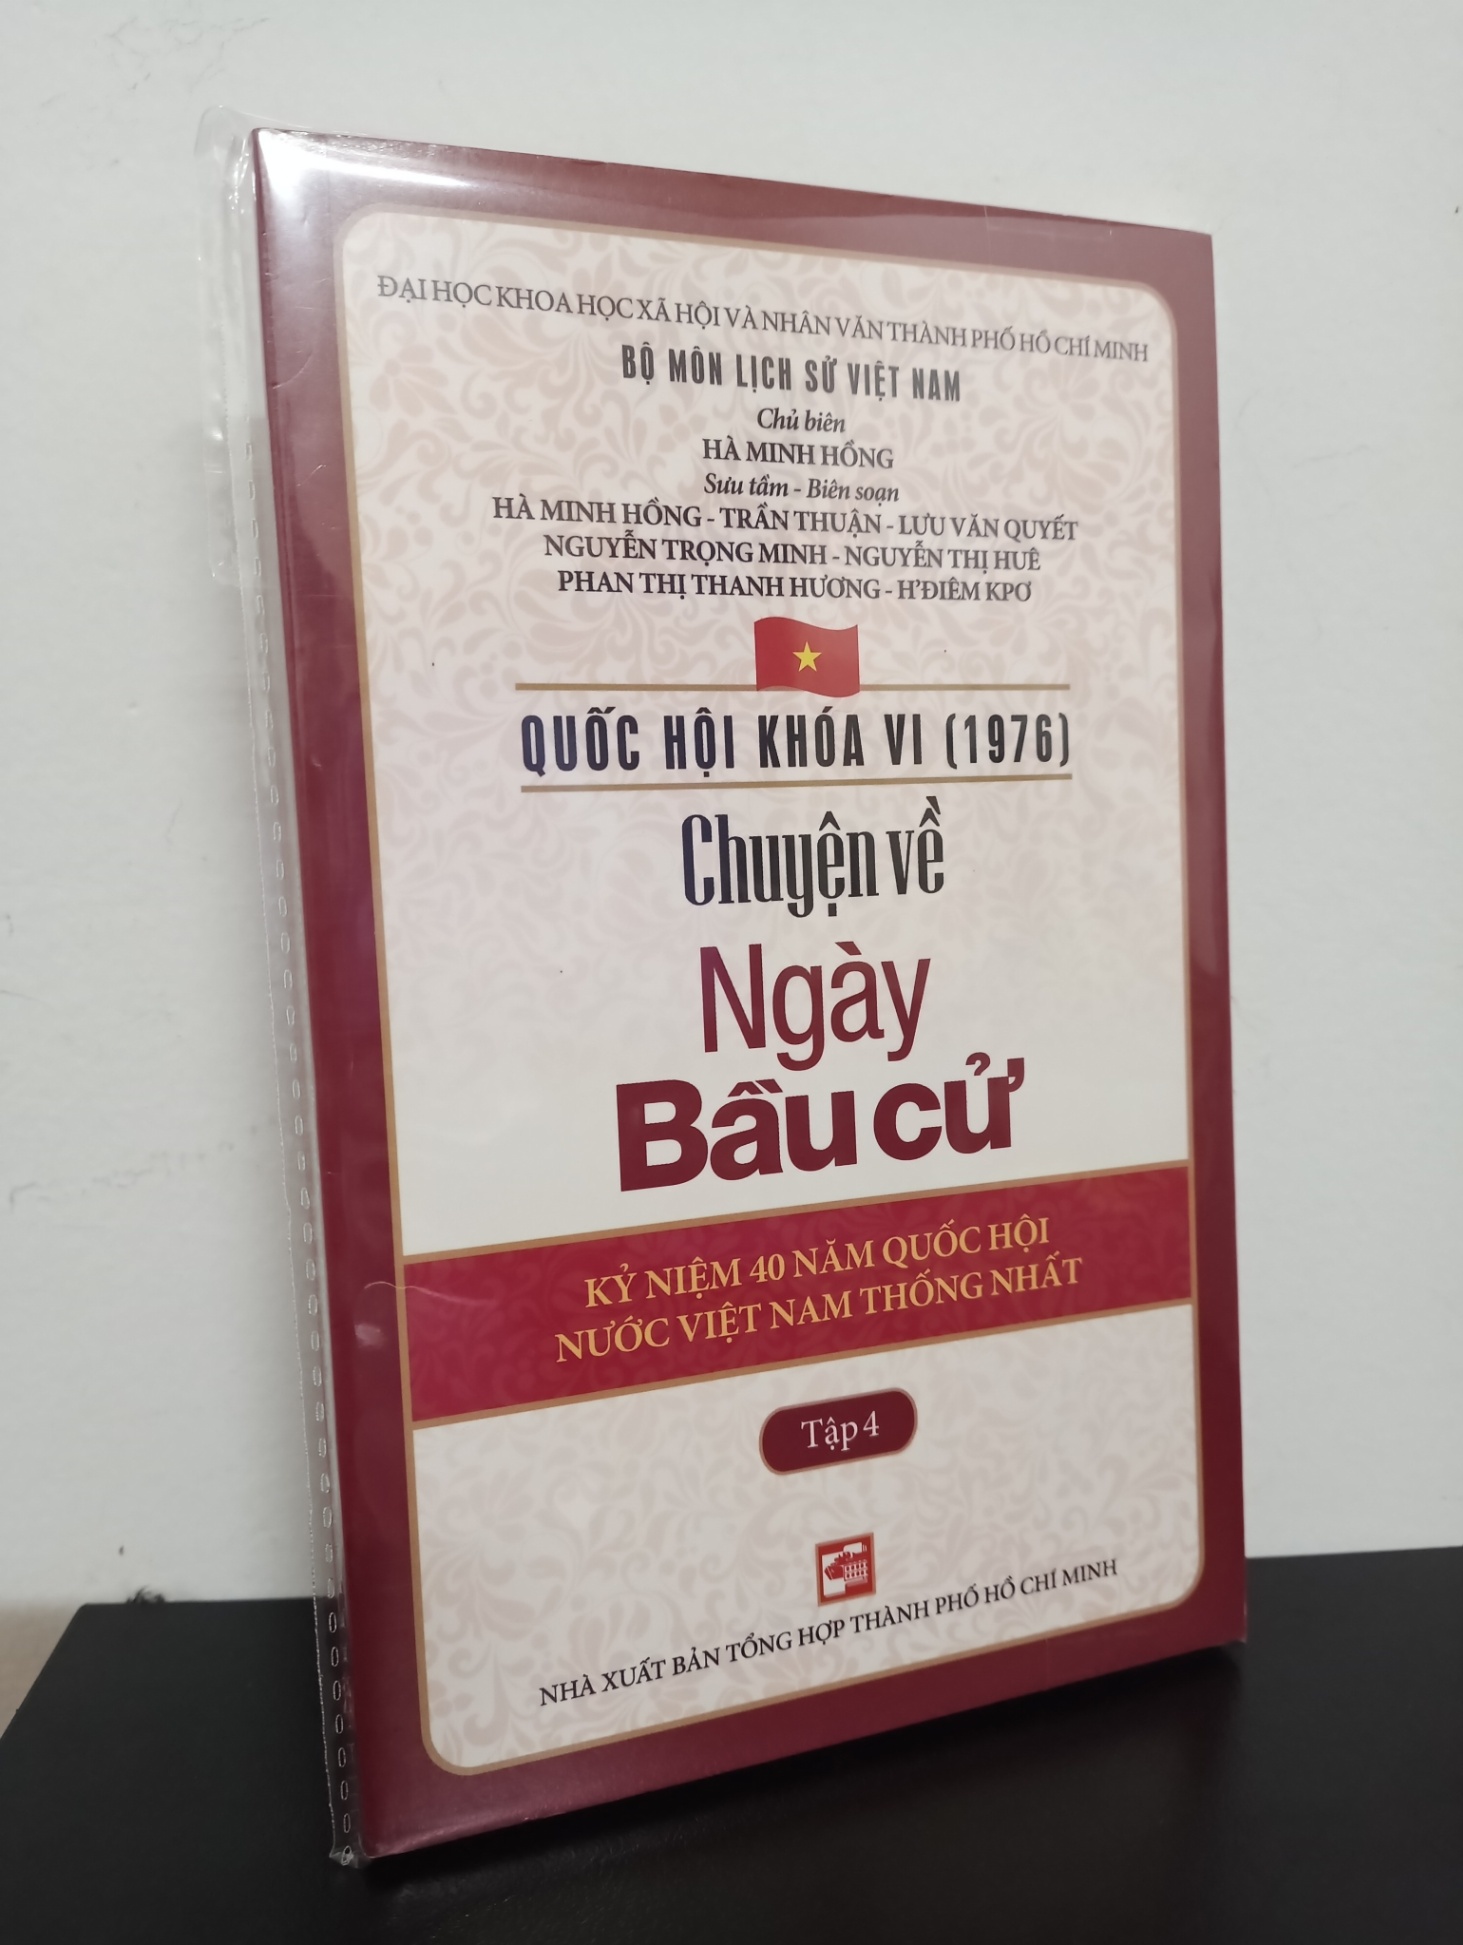 ĐẠI HỌC KHOA HỌC XÃ HỘI VÀ NHÂN VĂN THÀNH PHỐ HỒ CHÍ MINH
BỘ MÔN LỊCH SỬ VIỆT NAM
Chủ biên
HÀ MINH HỒNG
Sưu tầm - Biên soạn
HÀ MINH HỒNG - TRẦN THUẬN - LƯU VĂN QUYẾT
NGUYỄN TRỌNG MINH - NGUYỄN THỊ HUÊ
PHAN THỊ THANH HƯƠNG - H'ĐIÊM KPƠ
QUỐC HỘI KHÓA VI (1976)
Chuyện về
Ngày
Bầu cử
KỶ NIỆM 40 NĂM QUỐC HỘI
NƯỚC VIỆT NAM THỐNG NHẤT
Tập 4
NHÀ XUẤT BẢN TỔNG HỢP THÀNH PHỐ HỒ CHÍ MINH